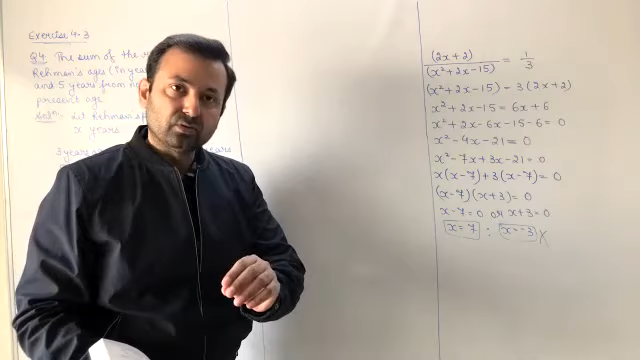 Exercise 4.3
Q4. The sum of the
Rehman's ages (in
and 5 years from
present age
Solⁿ: Let Rehman
x years
3 years
years
(2x+2)/(x²+2x-15) = 1/3
(x²+2x-15) = 3(2x+2)
x²+2x-15 = 6x+6
x²+2x-6x-15-6=0
x²-4x-21=0
x²-7x+3x-21=0
x(x-7)+3(x-7)=0
(x-7)(x+3)=0
x-7=0 or x+3=0
x=7 : x=-3 X